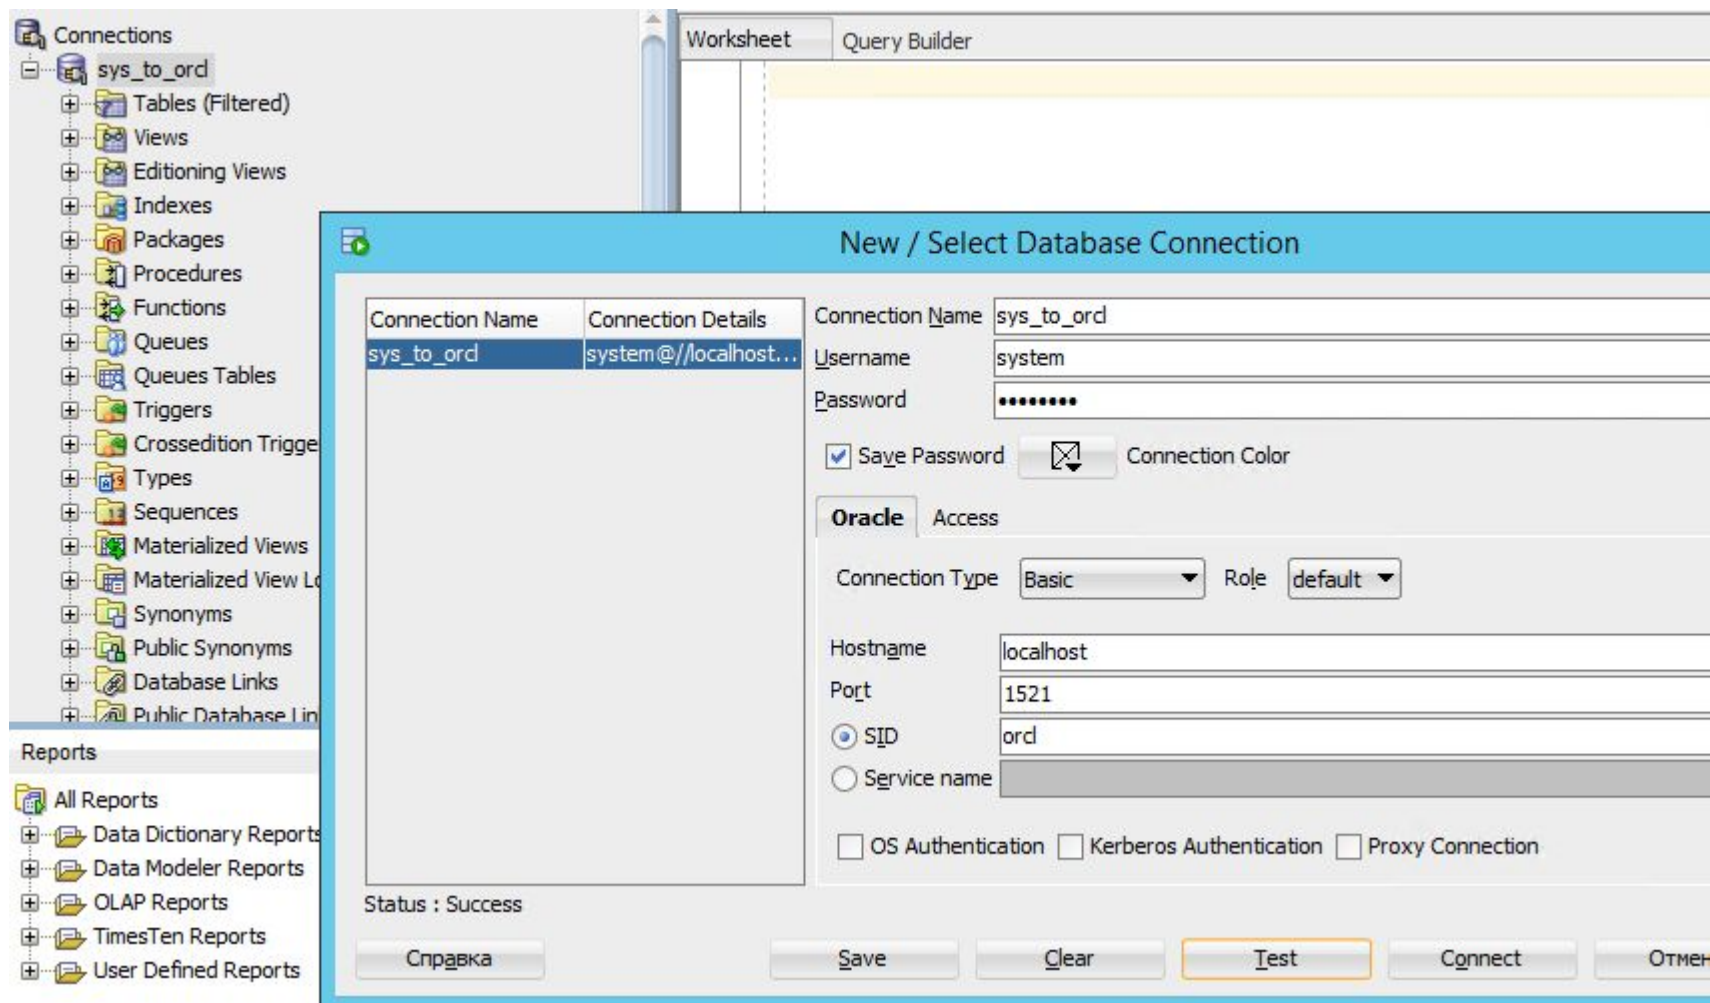 Connections
sys_to_orcl
Tables (Filtered)
Views
Editioning Views
Indexes
Packages
Procedures
Functions
Queues
Queues Tables
Triggers
Crossedition Trigge
Types
Sequences
Materialized Views
Materialized View Lo
Synonyms
Public Synonyms
Database Links
Public Database Lin
Reports
All Reports
Data Dictionary Reports
Data Modeler Reports
OLAP Reports
TimesTen Reports
User Defined Reports
Worksheet Query Builder
New / Select Database Connection
Connection Name Connection Details
sys_to_orcl system@//localhost...
Connection Name sys_to_orcl
Username system
Password ••••••••
Save Password Connection Color
Oracle Access
Connection Type Basic Role default
Hostname localhost
Port 1521
SID orcl
Service name
OS Authentication Kerberos Authentication Proxy Connection
Status : Success
Справка Save Clear Test Connect Отмен